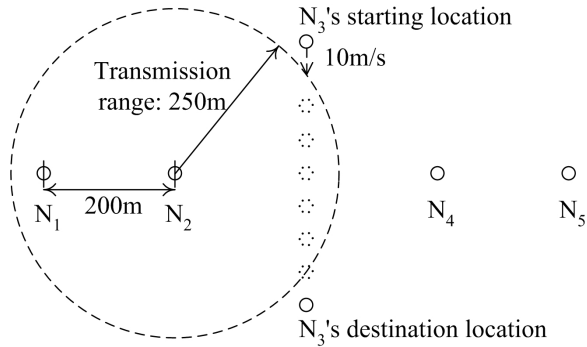 N3's starting location
10m/s
Transmission
range: 250m
200m
N1
N2
N4
N5
N3's destination location